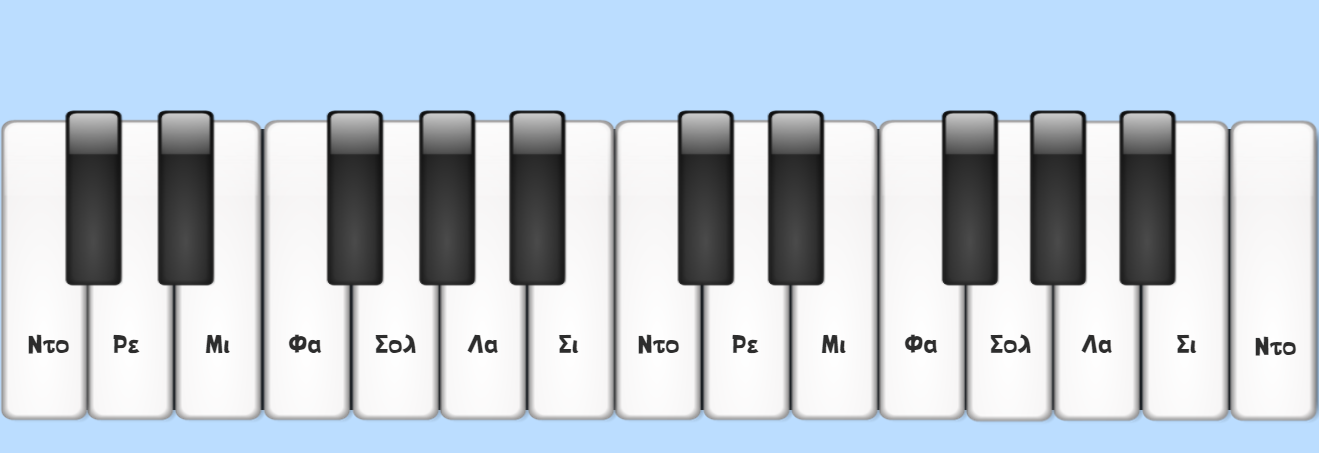 Ντο Ρε Μι Φα Σολ Λα Σι Ντο Ρε Μι Φα Σολ Λα Σι Ντο